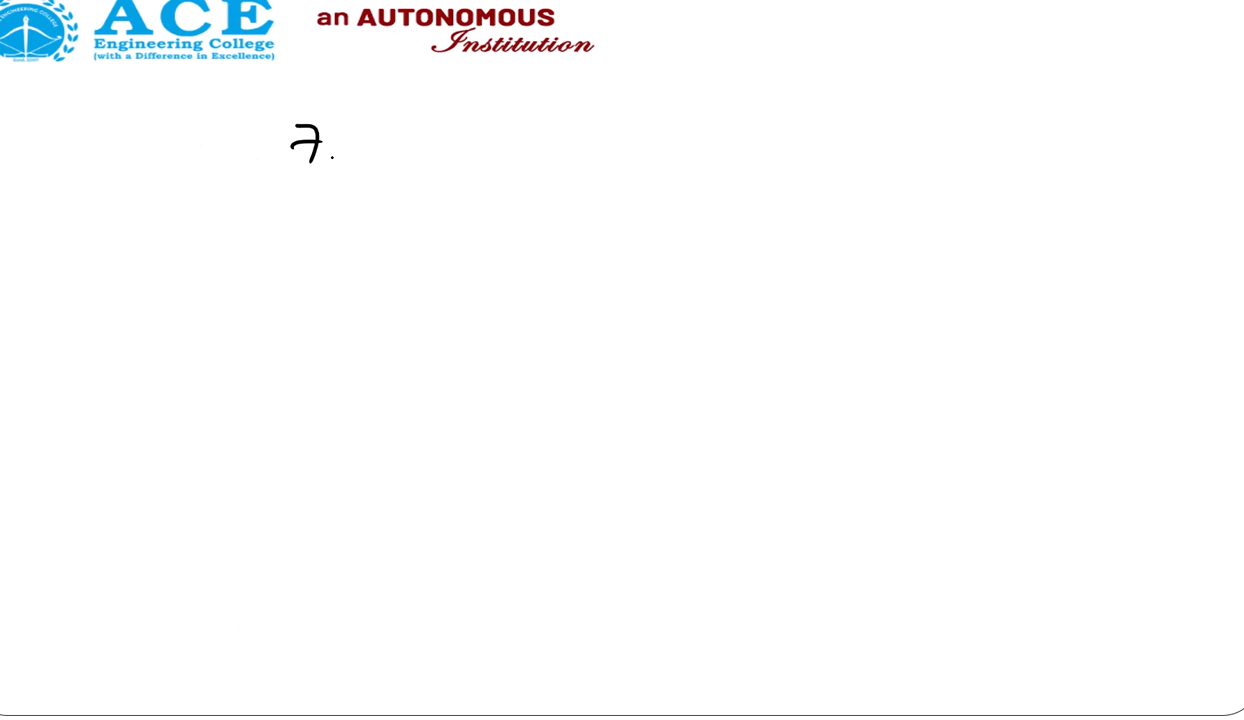 ACE
Engineering College
(with a Difference in Excellence)
an AUTONOMOUS
Institution
7.